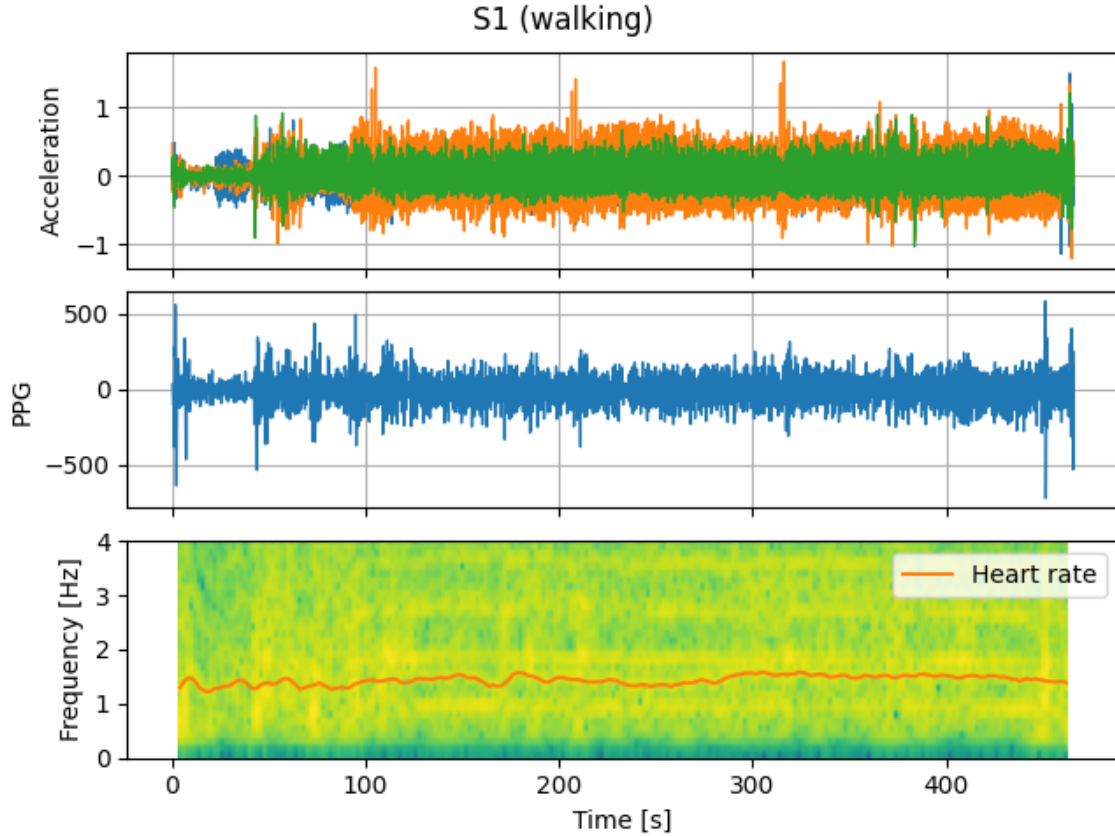 S1 (walking)
Acceleration
1
0
−1
PPG
500
0
−500
Frequency [Hz]
4
3
2
1
0
Heart rate
0 100 200 300 400
Time [s]